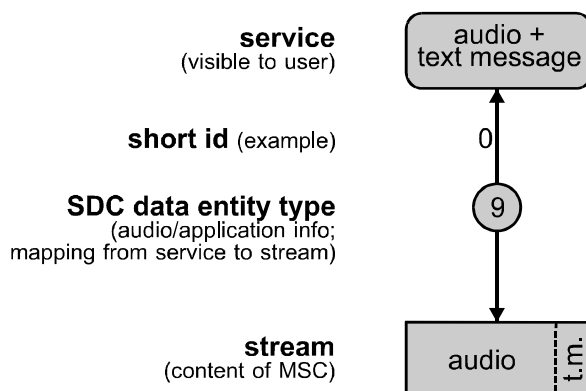 service
(visible to user)
audio +
text message
short id (example)
0
SDC data entity type
(audio/application info;
mapping from service to stream)
9
stream
(content of MSC)
audio
t.m.